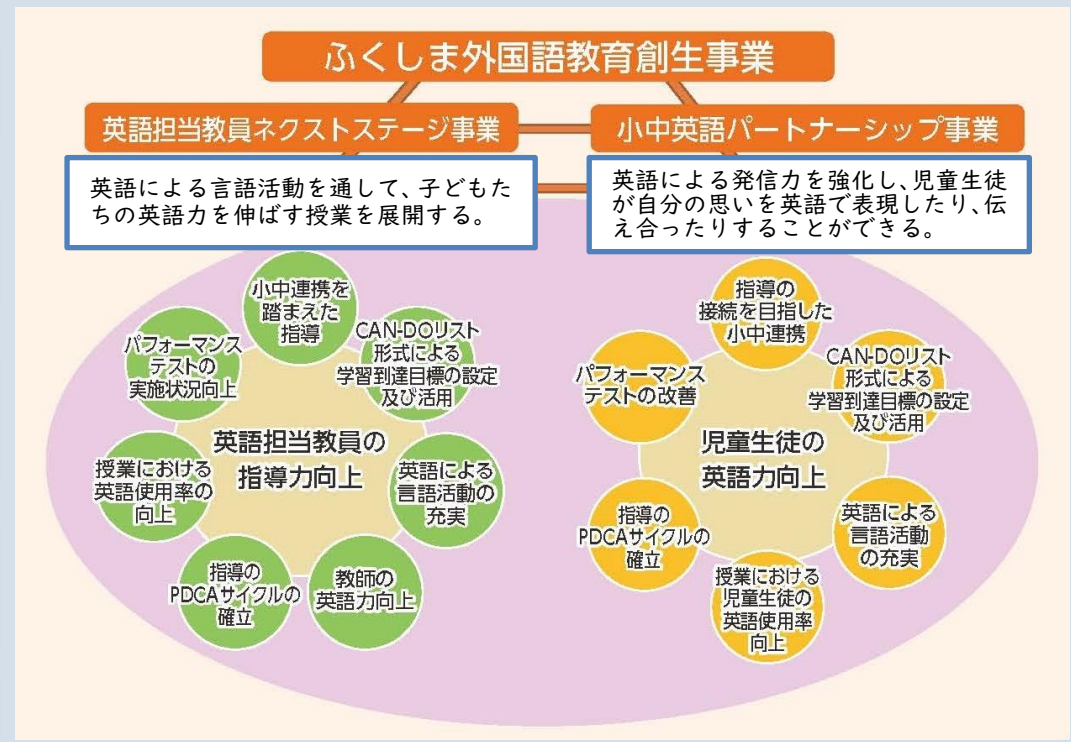 ふくしま外国語教育創生事業
英語担当教員ネクストステージ事業
小中英語パートナーシップ事業
英語による言語活動を通して、子どもた
ちの英語力を伸ばす授業を展開する。
英語による発信力を強化し、児童生徒
が自分の思いを英語で表現したり、伝
え合ったりすることができる。
小中連携を
踏まえた
指導
CAN-DOリスト
形式による
学習到達目標の設定
及び活用
英語による
言語活動の
充実
教師の
英語力向上
指導の
PDCAサイクルの
確立
授業における
英語使用率の
向上
パフォーマンス
テストの
実施状況向上
英語担当教員の
指導力向上
指導の
接続を目指した
小中連携
CAN-DOリスト
形式による
学習到達目標の設定
及び活用
英語による
言語活動
の充実
授業における
児童生徒の
英語使用率
向上
指導の
PDCAサイクルの
確立
パフォーマンス
テストの改善
児童生徒の
英語力向上